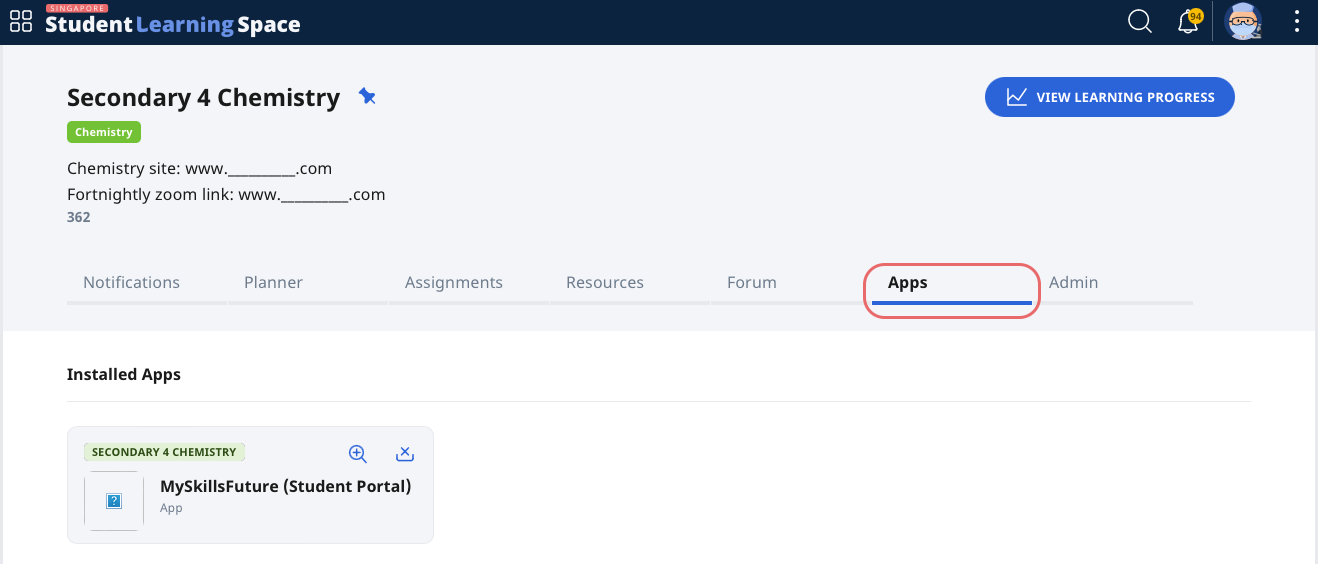 SINGAPORE
Student Learning Space
94
Secondary 4 Chemistry
VIEW LEARNING PROGRESS
Chemistry
Chemistry site: www.________.com
Fortnightly zoom link: www.________.com
362
Notifications Planner Assignments Resources Forum Apps Admin
Installed Apps
SECONDARY 4 CHEMISTRY
?
MySkillsFuture (Student Portal)
App